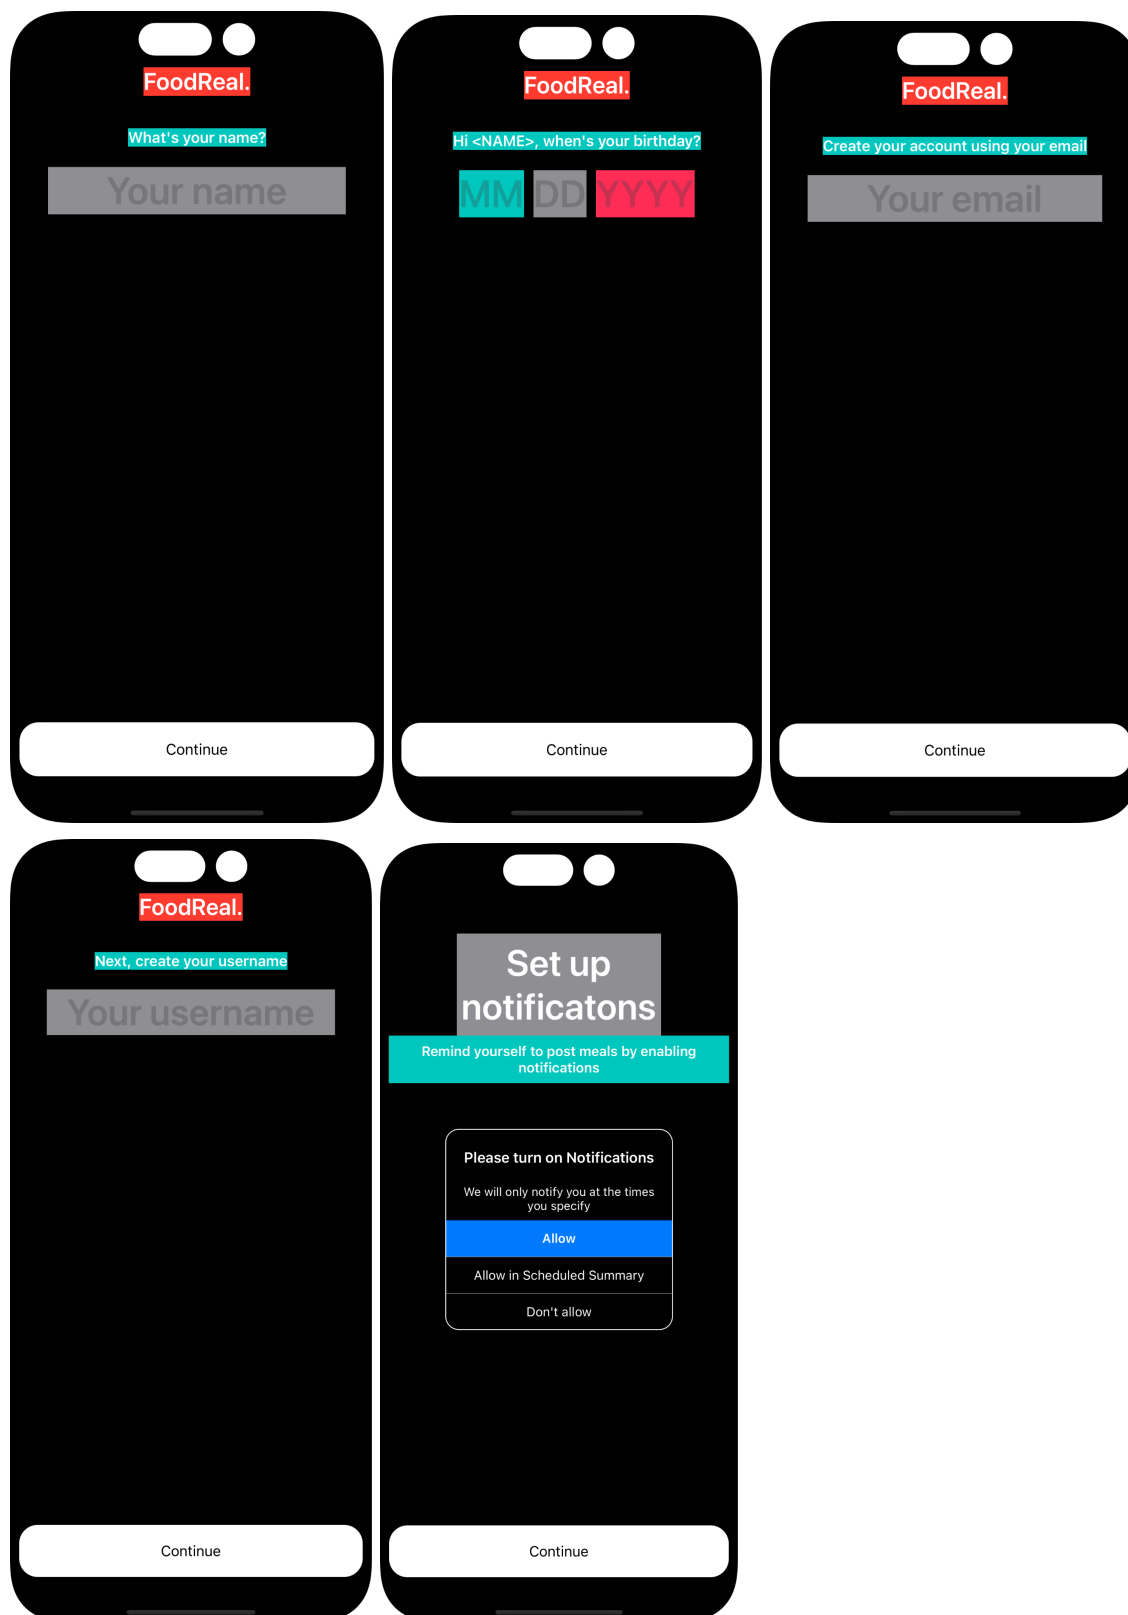 FoodReal.
What's your name?
Your name
Continue
FoodReal.
Hi <NAME>, when's your birthday?
MM DD YYYY
Continue
FoodReal.
Create your account using your email
Your email
Continue
FoodReal.
Next, create your username
Your username
Continue
Set up
notificatons
Remind yourself to post meals by enabling
notifications
Please turn on Notifications
We will only notify you at the times
you specify
Allow
Allow in Scheduled Summary
Don't allow
Continue